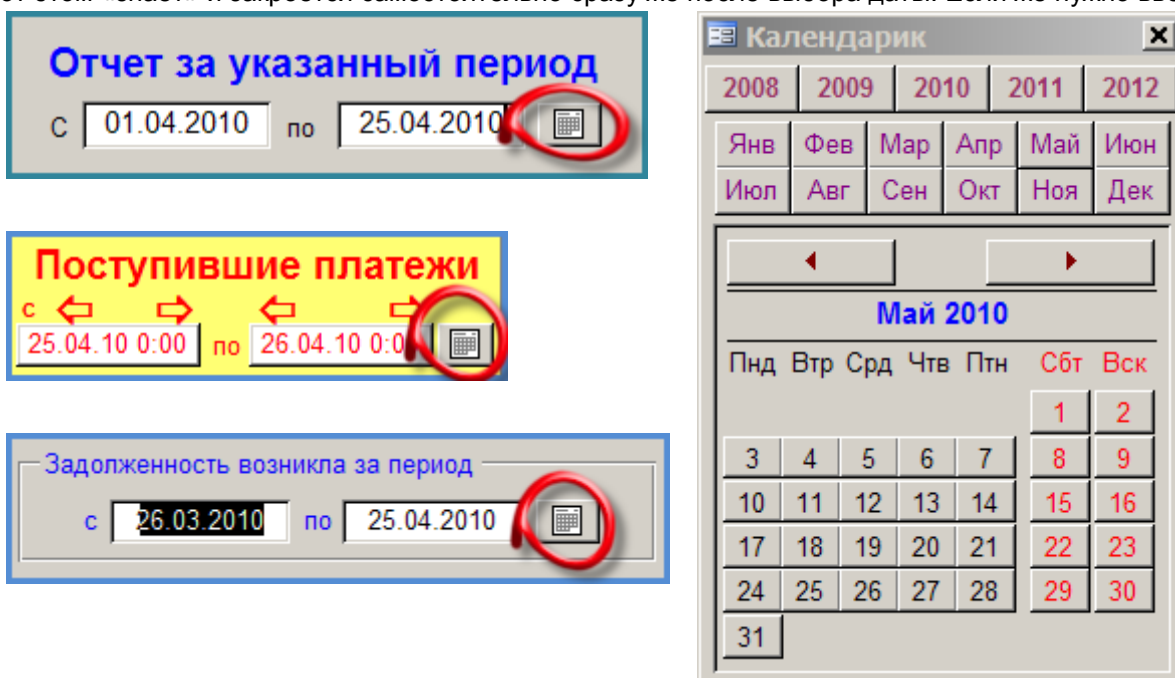 Отчет за указанный период
С 01.04.2010 по 25.04.2010
Поступившие платежи
с
25.04.10 0:00 по 26.04.10 0:0
Задолженность возникла за период
с 26.03.2010 по 25.04.2010
Календарик
2008 2009 2010 2011 2012
Янв Фев Мар Апр Май Июн
Июл Авг Сен Окт Ноя Дек
Май 2010
Пнд Втр Срд Чтв Птн Сбт Вск
1 2
3 4 5 6 7 8 9
10 11 12 13 14 15 16
17 18 19 20 21 22 23
24 25 26 27 28 29 30
31